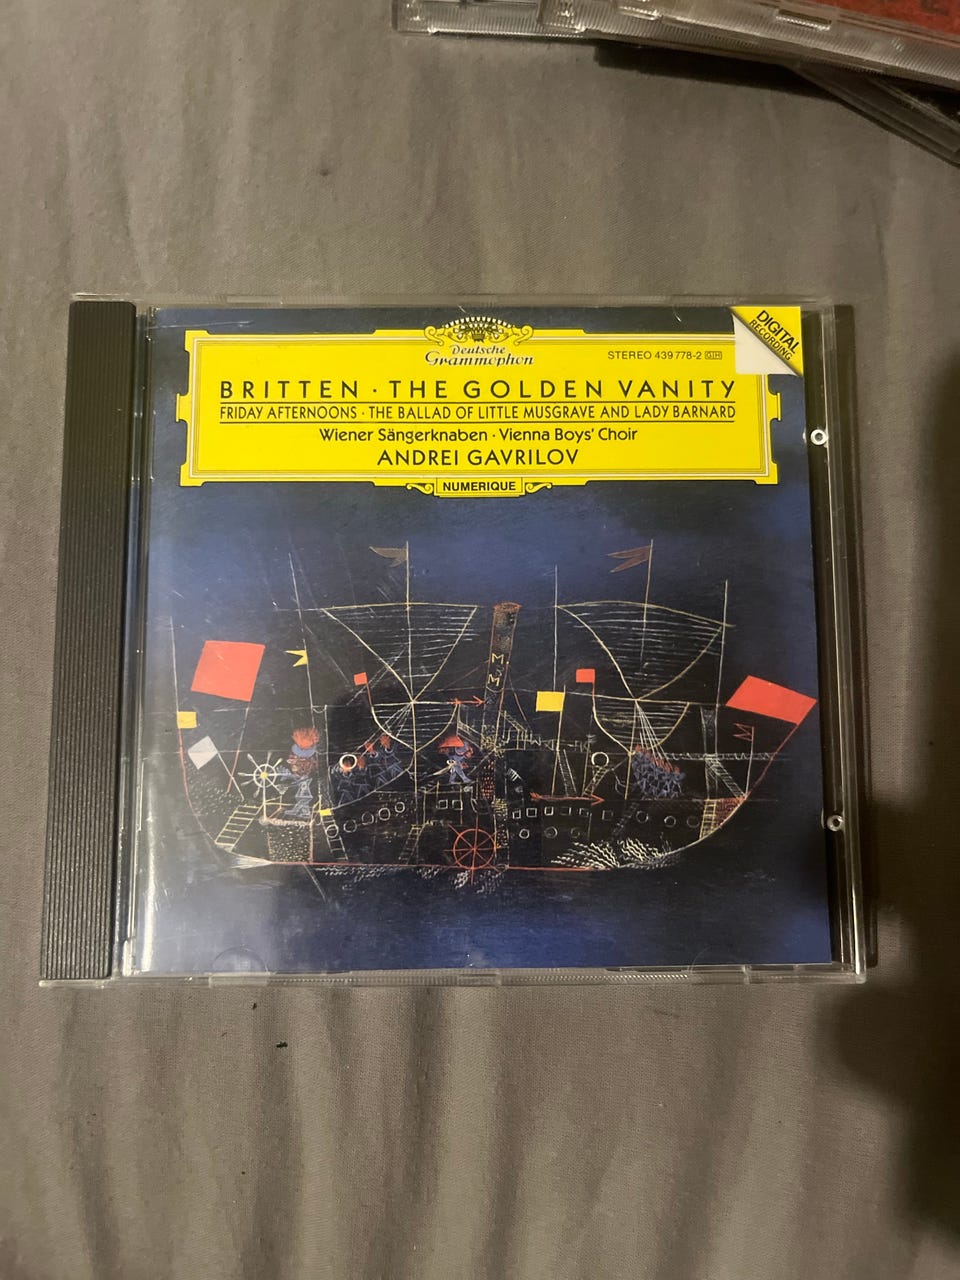 DIGITAL
RECORDING
Deutsche
Grammophon
STEREO 439 778-2 GH
BRITTEN · THE GOLDEN VANITY
FRIDAY AFTERNOONS · THE BALLAD OF LITTLE MUSGRAVE AND LADY BARNARD
Wiener Sängerknaben · Vienna Boys' Choir
ANDREI GAVRILOV
NUMERIQUE
M
M